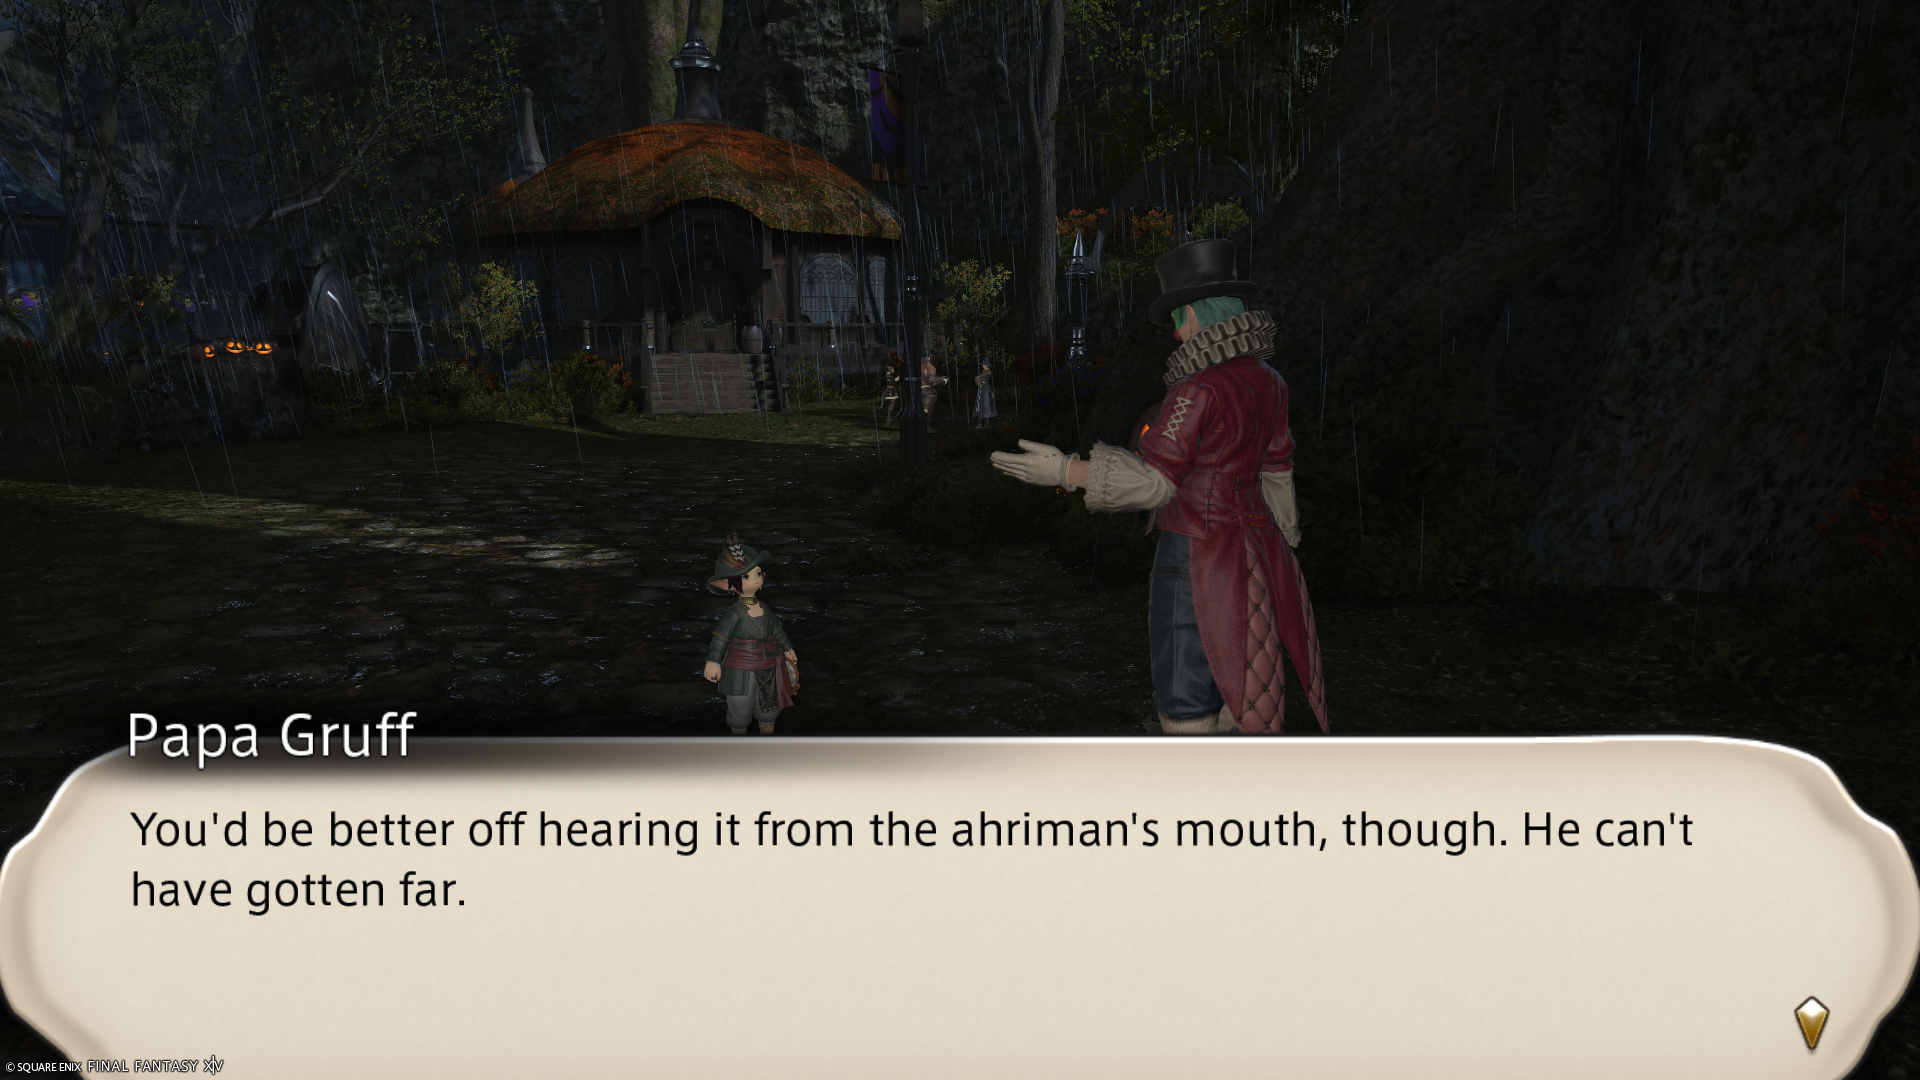 Papa Gruff
You'd be better off hearing it from the ahriman's mouth, though. He can't
have gotten far.
© SQUARE ENIX FINAL FANTASY XIV